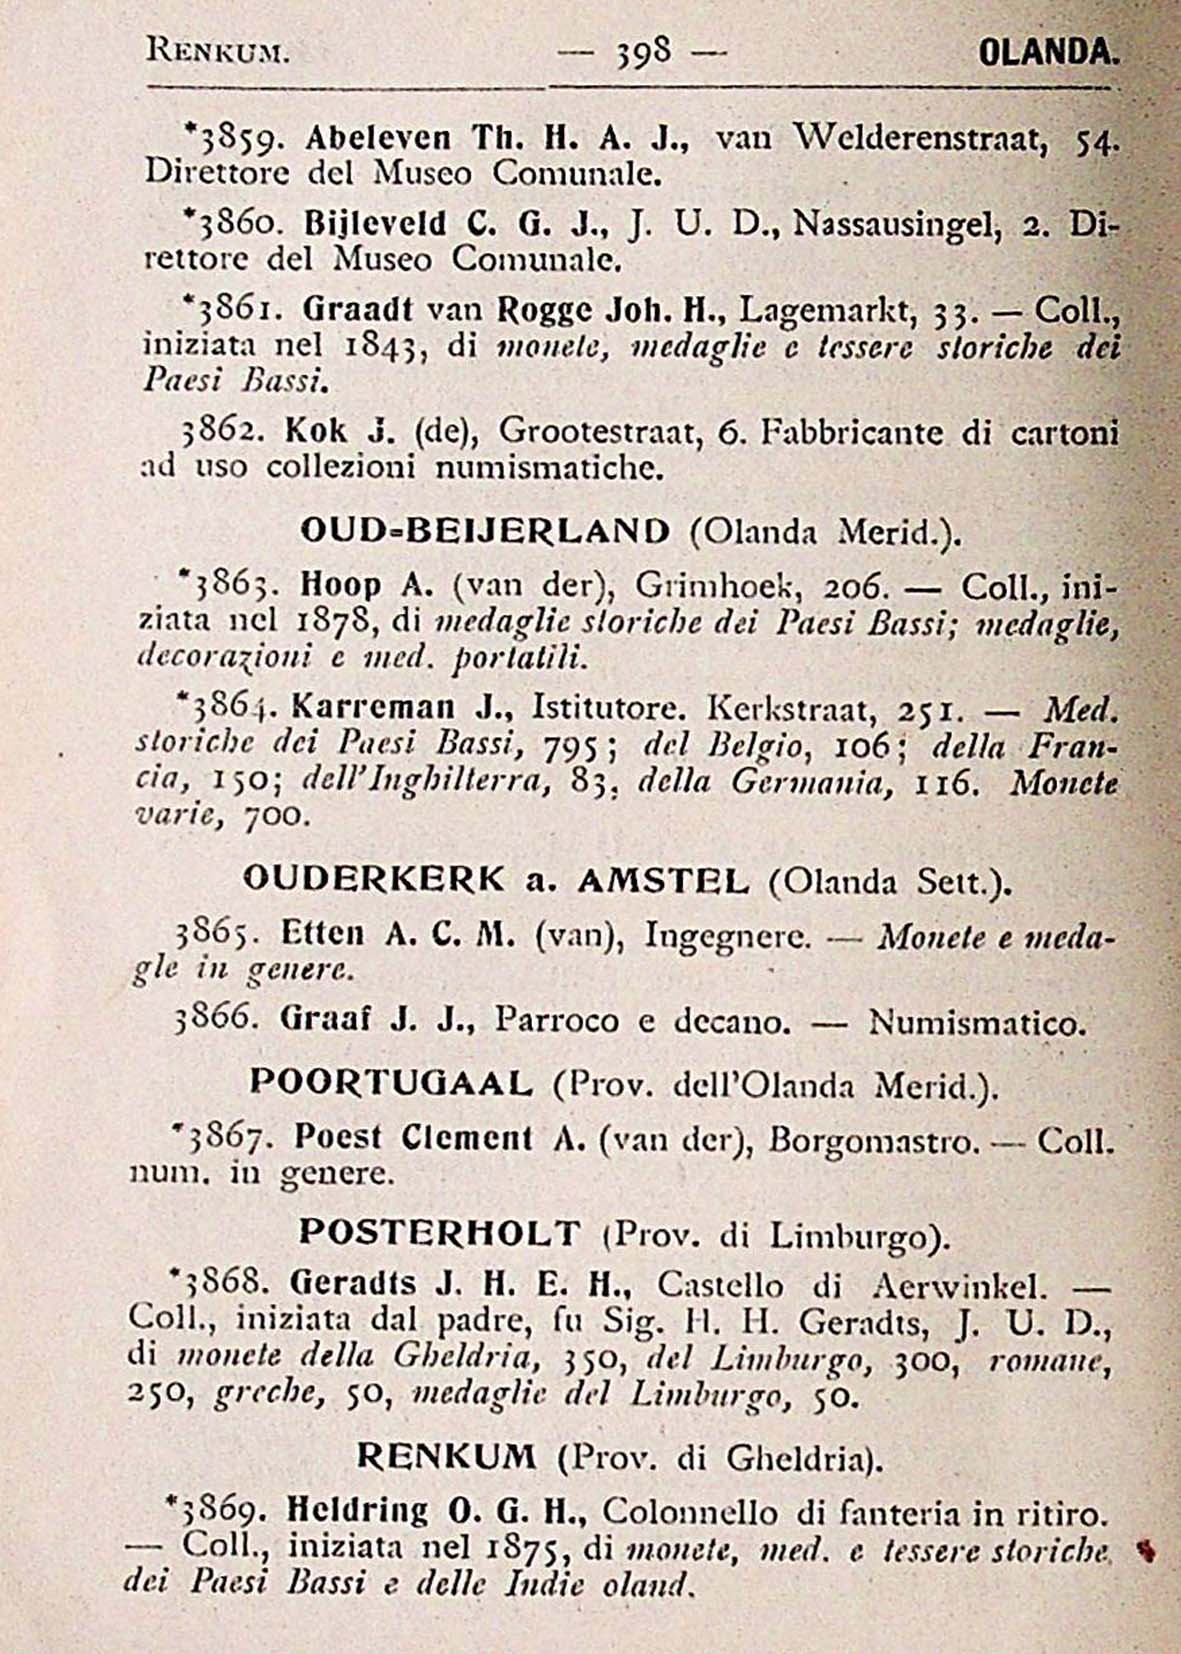 RENKUM. — 398 — OLANDA.
*3859. Abeleven Th. H. A. J., van Welderenstraat, 54.
Direttore del Museo Comunale.
*3860. Bijleveld C. G. J., J. U. D., Nassausingel, 2. Di-
rettore del Museo Comunale.
*3861. Graadt van Rogge Joh. H., Lagemarkt, 33. — Coll.,
iniziata nel 1843, di monete, medaglie e tessere storiche dei
Paesi Bassi.
3862. Kok J. (de), Grootestraat, 6. Fabbricante di cartoni
ad uso collezioni numismatiche.
OUD-BEIJERLAND (Olanda Merid.).
*3863. Hoop A. (van der), Grimhoek, 206. — Coll., ini-
ziata nel 1878, di medaglie storiche dei Paesi Bassi; medaglie,
decorazioni e med. portatili.
*3864. Karreman J., Istitutore. Kerkstraat, 251. — Med.
storiche dei Paesi Bassi, 795; del Belgio, 106; della Fran-
cia, 150; dell'Inghilterra, 83; della Germania, 116. Monete
varie, 700.
OUDERKERK a. AMSTEL (Olanda Sett.).
3865. Etten A. C. M. (van), Ingegnere. — Monete e meda-
gle in genere.
3866. Graaf J. J., Parroco e decano. — Numismatico.
POORTUGAAL (Prov. dell'Olanda Merid.).
*3867. Poest Clement A. (van der), Borgomastro. — Coll.
num. in genere.
POSTERHOLT (Prov. di Limburgo).
*3868. Geradts J. H. E. H., Castello di Aerwinkel. —
Coll., iniziata dal padre, fu Sig. H. H. Geradts, J. U. D.,
di monete della Gheldria, 350, del Limburgo, 300, romane,
250, greche, 50, medaglie del Limburgo, 50.
RENKUM (Prov. di Gheldria).
*3869. Heldring O. G. H., Colonnello di fanteria in ritiro.
— Coll., iniziata nel 1875, di monete, med. e tessere storiche
dei Paesi Bassi e delle Indie oland.